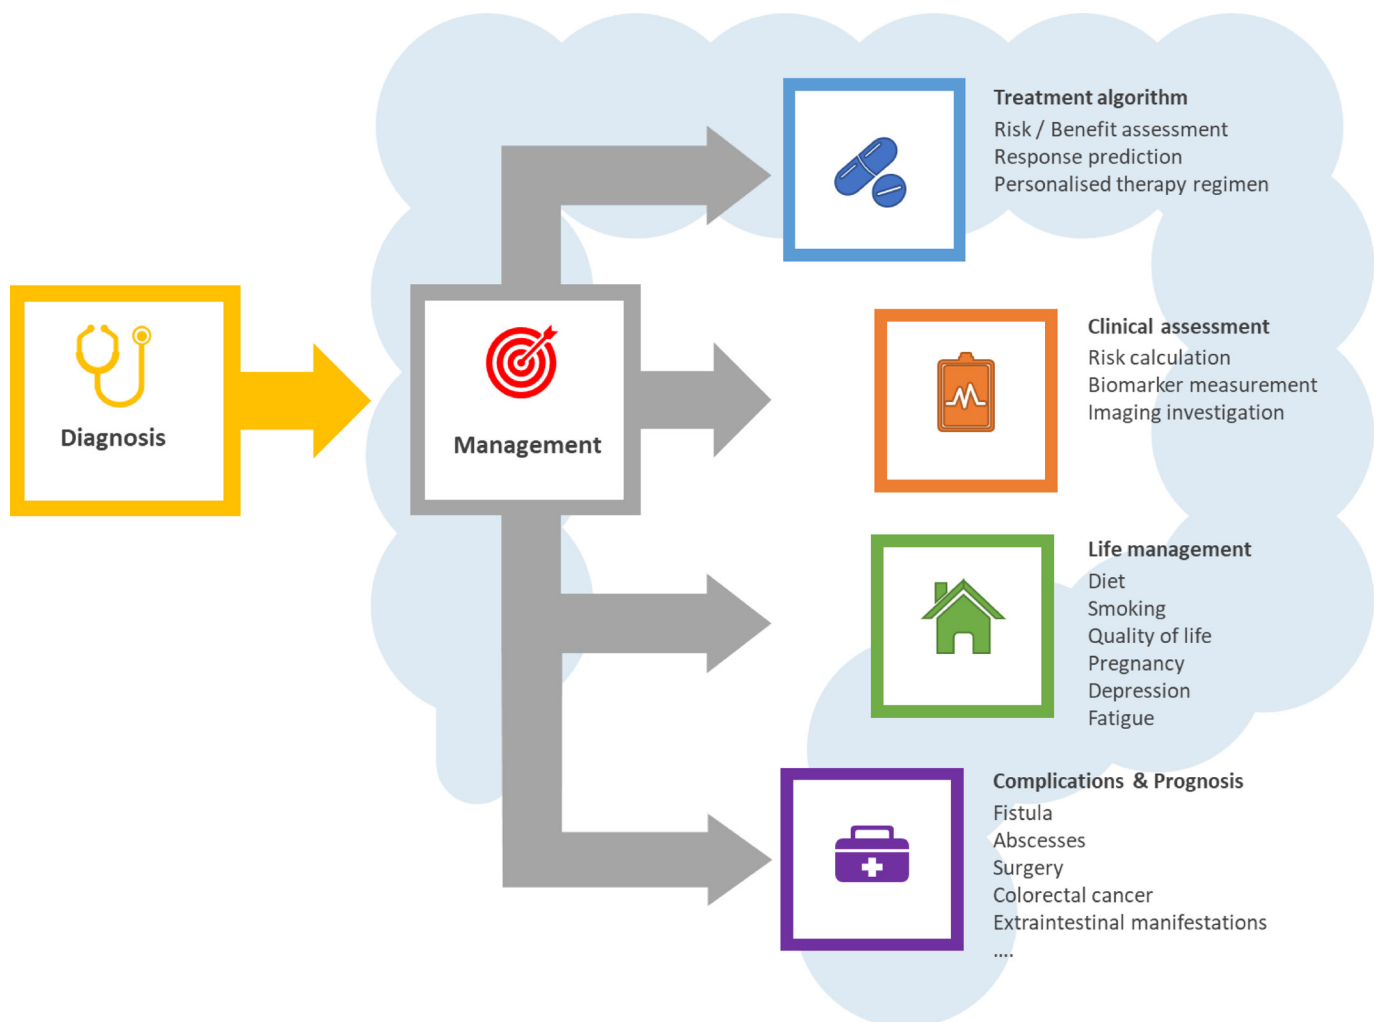 Diagnosis
Management
Treatment algorithm
Risk / Benefit assessment
Response prediction
Personalised therapy regimen
Clinical assessment
Risk calculation
Biomarker measurement
Imaging investigation
Life management
Diet
Smoking
Quality of life
Pregnancy
Depression
Fatigue
Complications & Prognosis
Fistula
Abscesses
Surgery
Colorectal cancer
Extraintestinal manifestations
....